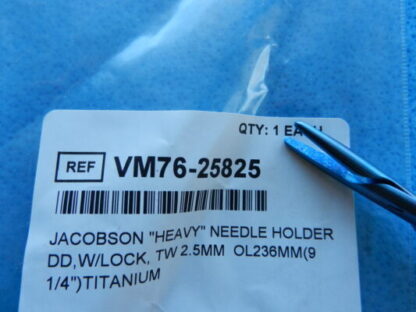 QTY: 1 EACH
REF VM76-25825
JACOBSON "HEAVY" NEEDLE HOLDER
DD,W/LOCK, TW 2.5MM OL236MM(9
1/4")TITANIUM